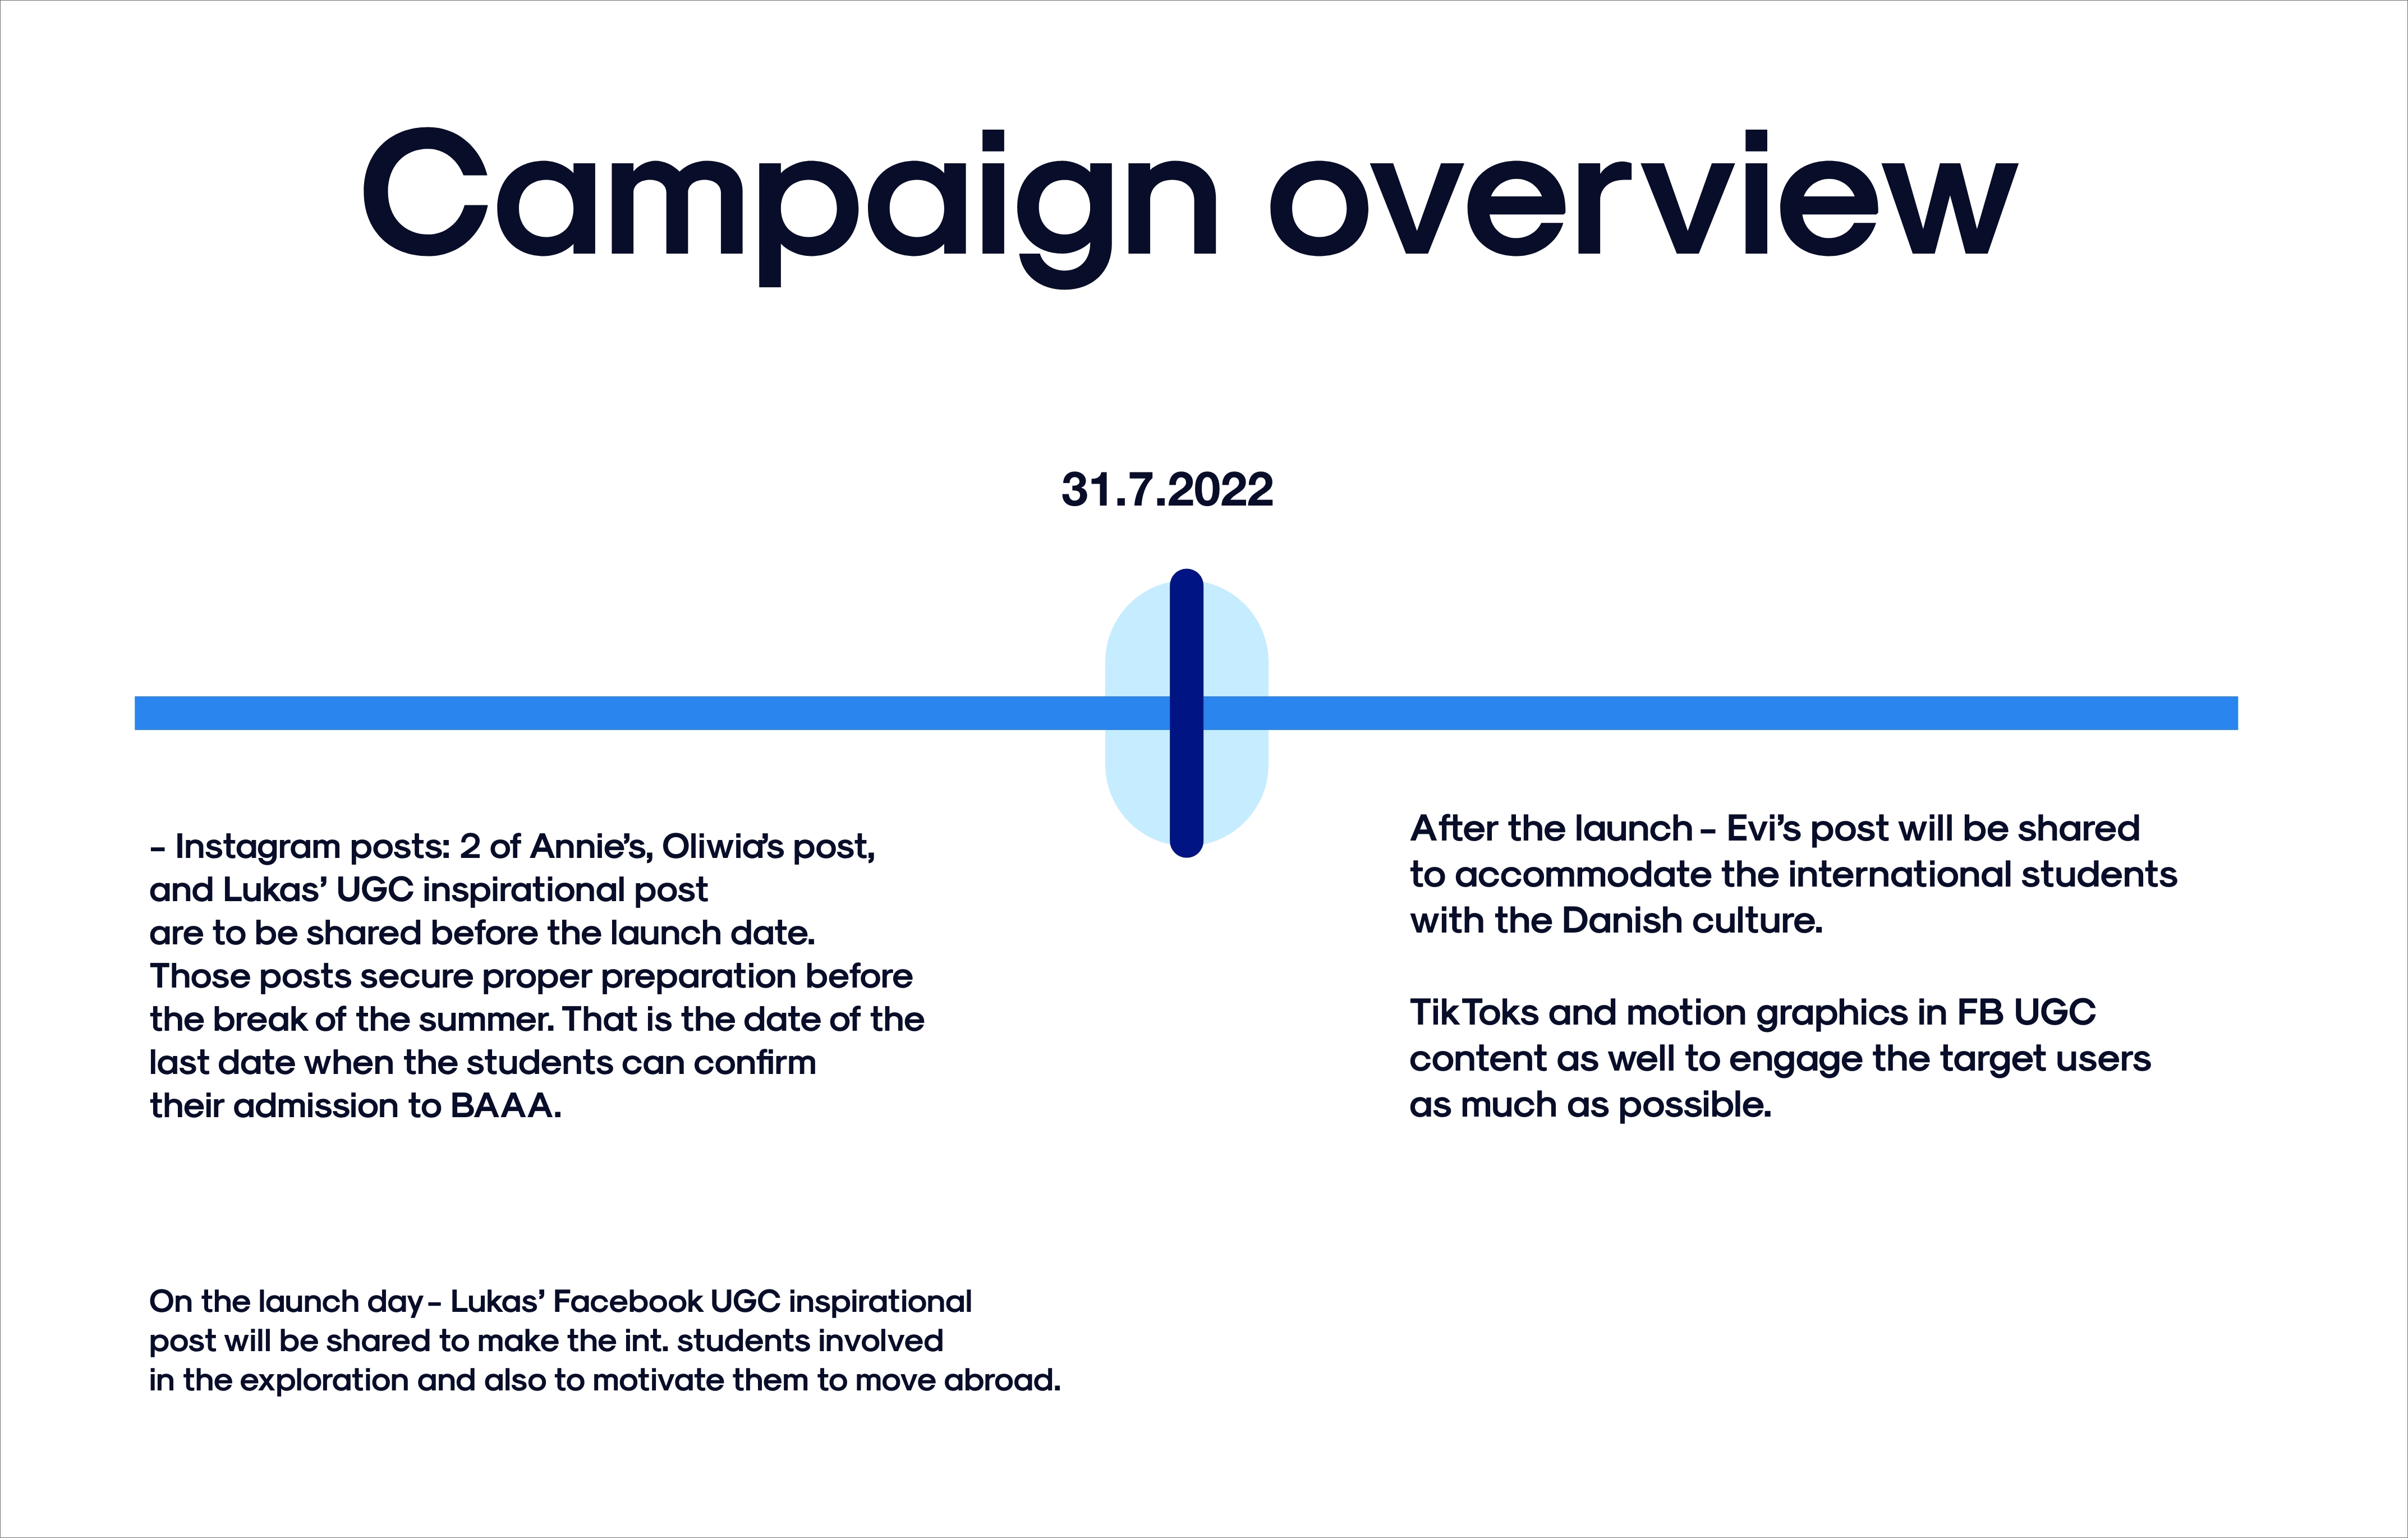 Campaign overview
31.7.2022
– Instagram posts: 2 of Annie’s, Oliwia’s post,
and Lukas’ UGC inspirational post
are to be shared before the launch date.
Those posts secure proper preparation before
the break of the summer. That is the date of the
last date when the students can confirm
their admission to BAAA.
On the launch day – Lukas’ Facebook UGC inspirational
post will be shared to make the int. students involved
in the exploration and also to motivate them to move abroad.
After the launch – Evi’s post will be shared
to accommodate the international students
with the Danish culture.
TikToks and motion graphics in FB UGC
content as well to engage the target users
as much as possible.